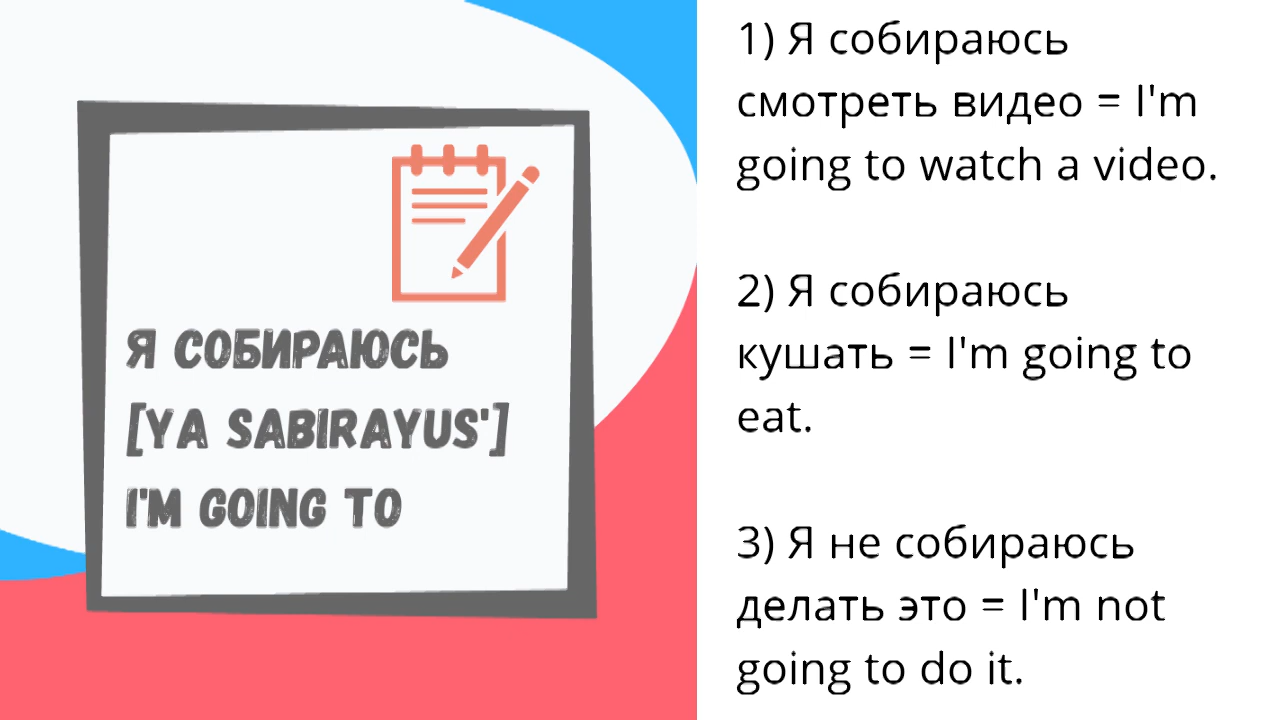 Я СОБИРАЮСЬ
[YA SABIRAYUS']
I'M GOING TO
1) Я собираюсь
смотреть видео = I'm
going to watch a video.
2) Я собираюсь
кушать = I'm going to
eat.
3) Я не собираюсь
делать это = I'm not
going to do it.